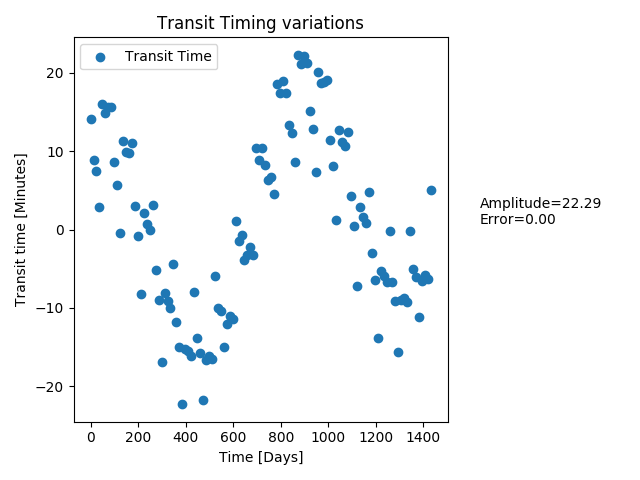 Transit Timing variations
Transit Time
Transit time [Minutes]
20
10
0
−10
−20
0 200 400 600 800 1000 1200 1400
Time [Days]
Amplitude=22.29
Error=0.00